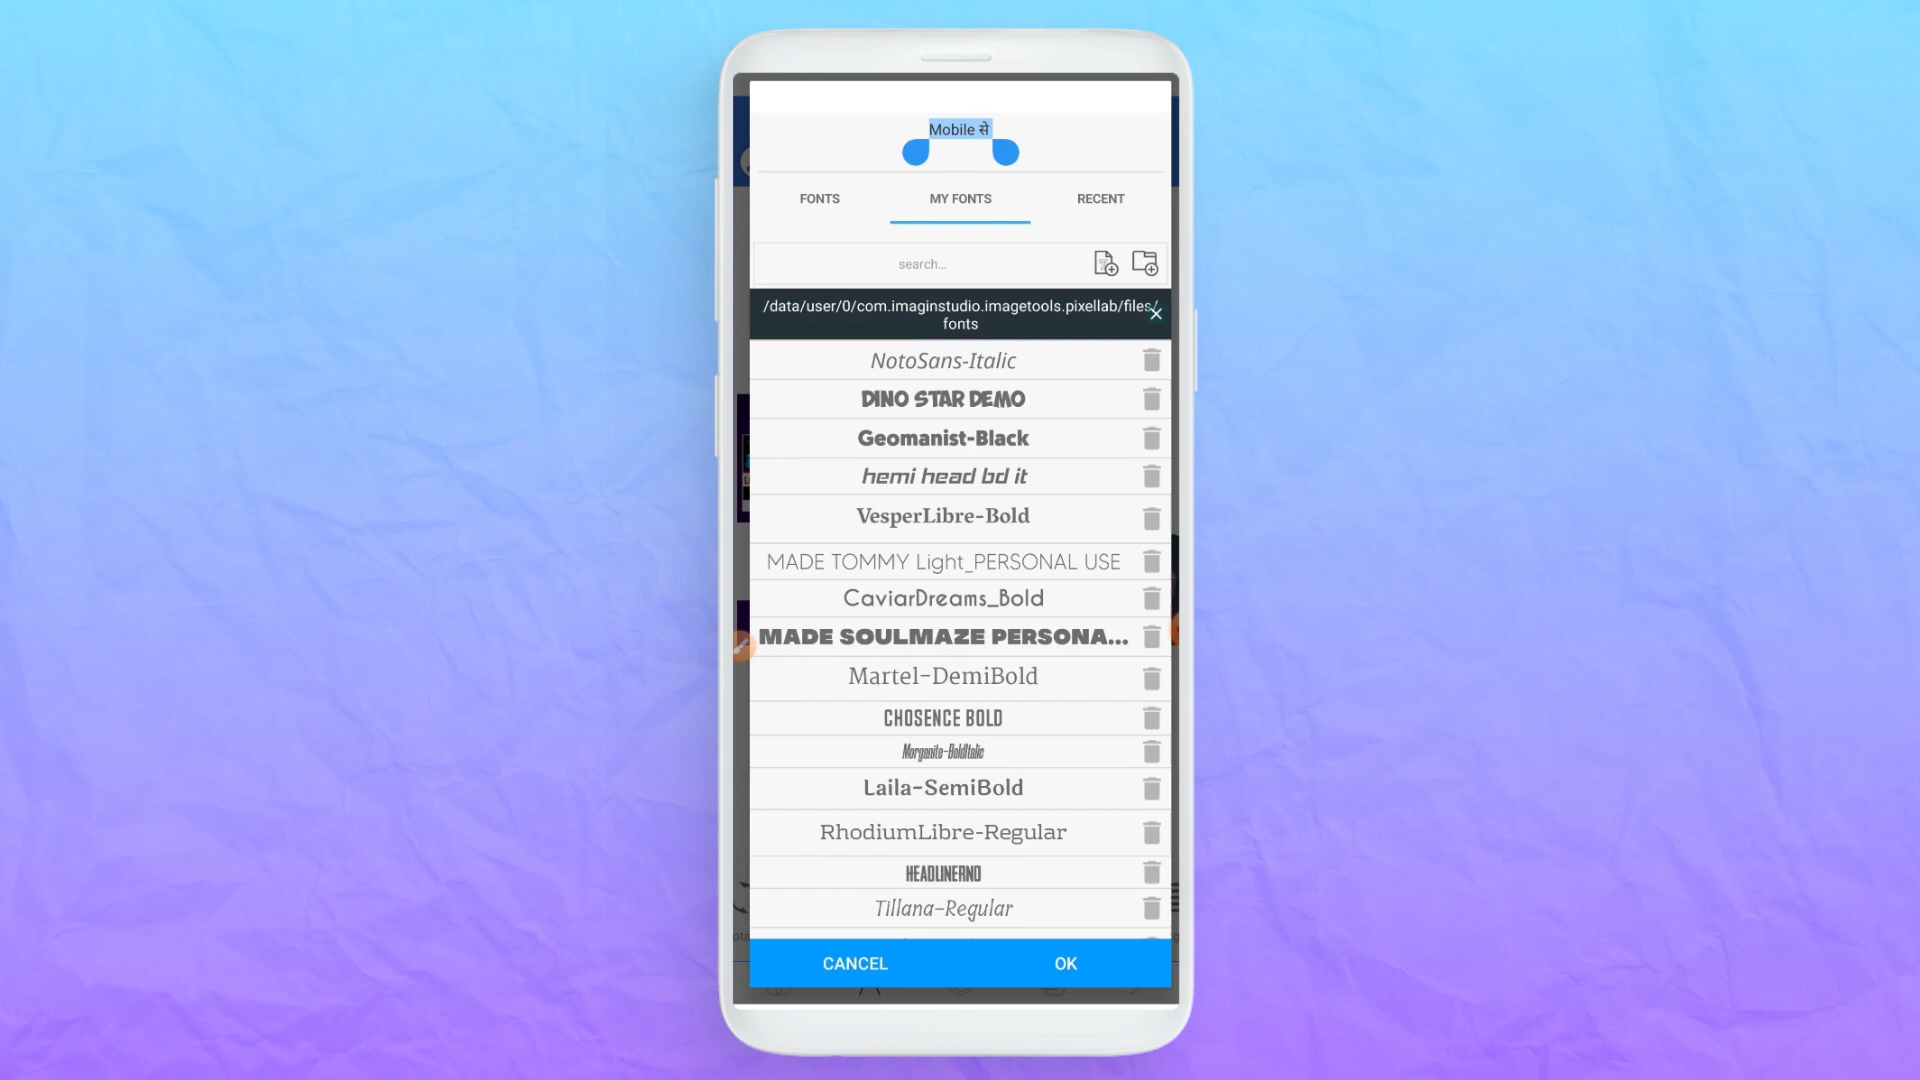 Mobile से
FONTS MY FONTS RECENT
search...
/data/user/0/com.imaginstudio.imagetools.pixellab/files/.
fonts
NotoSans-Italic
DINO STAR DEMO
Geomanist-Black
hemi head bd it
VesperLibre-Bold
MADE TOMMY Light_PERSONAL USE
CaviarDreams_Bold
MADE SOULMAZE PERSONA...
Martel-DemiBold
CHOSENCE BOLD
Morganite-BoldItalic
Laila-SemiBold
RhodiumLibre-Regular
HEADLINERNO
Tillana-Regular
CANCEL OK